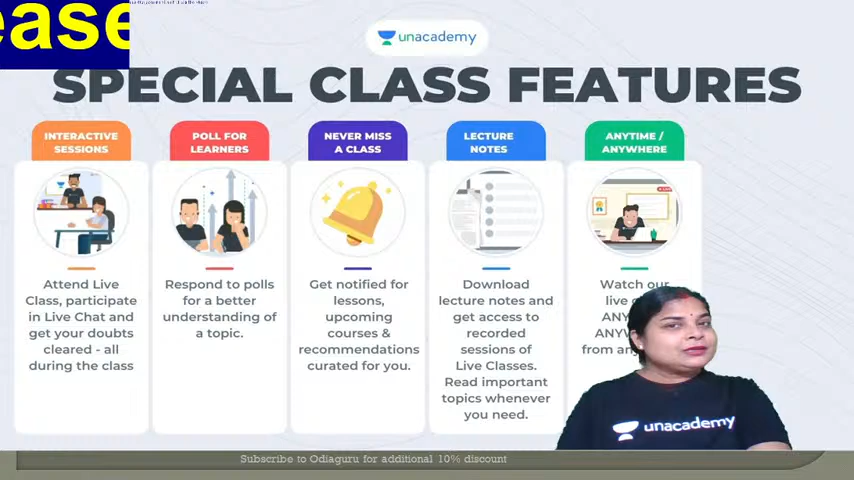 ease
unacademy
SPECIAL CLASS FEATURES
INTERACTIVE
SESSIONS
Attend Live
Class, participate
in Live Chat and
get your doubts
cleared - all
during the class
POLL FOR
LEARNERS
Respond to polls
for a better
understanding of
a topic.
NEVER MISS
A CLASS
Get notified for
lessons,
upcoming
courses &
recommendations
curated for you.
LECTURE
NOTES
Download
lecture notes and
get access to
recorded
sessions of
Live Classes.
Read important
topics whenever
you need.
ANYTIME /
ANYWHERE
Watch our
live
from
unacademy
Subscribe to Odiaguru for additional 10% discount